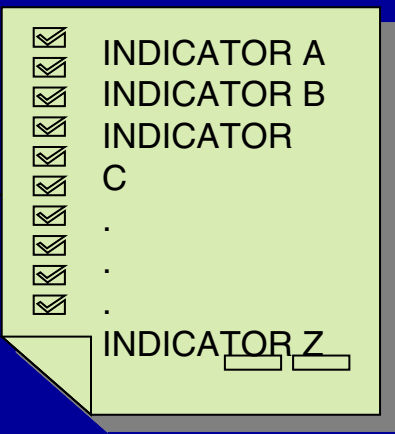 INDICATOR A
INDICATOR B
INDICATOR
C
.
.
.
INDICATOR Z